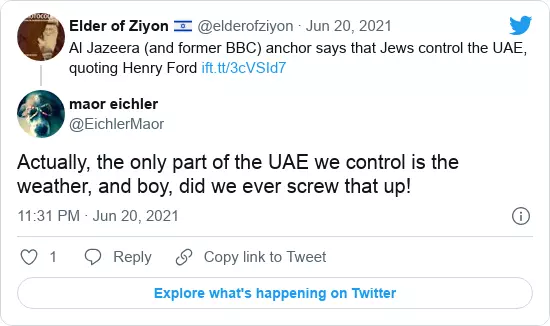 Elder of Ziyon 🇮🇱 @elderofziyon · Jun 20, 2021
Al Jazeera (and former BBC) anchor says that Jews control the UAE,
quoting Henry Ford ift.tt/3cVSId7
maor eichler
@EichlerMaor
Actually, the only part of the UAE we control is the
weather, and boy, did we ever screw that up!
11:31 PM · Jun 20, 2021
1 Reply Copy link to Tweet
Explore what's happening on Twitter